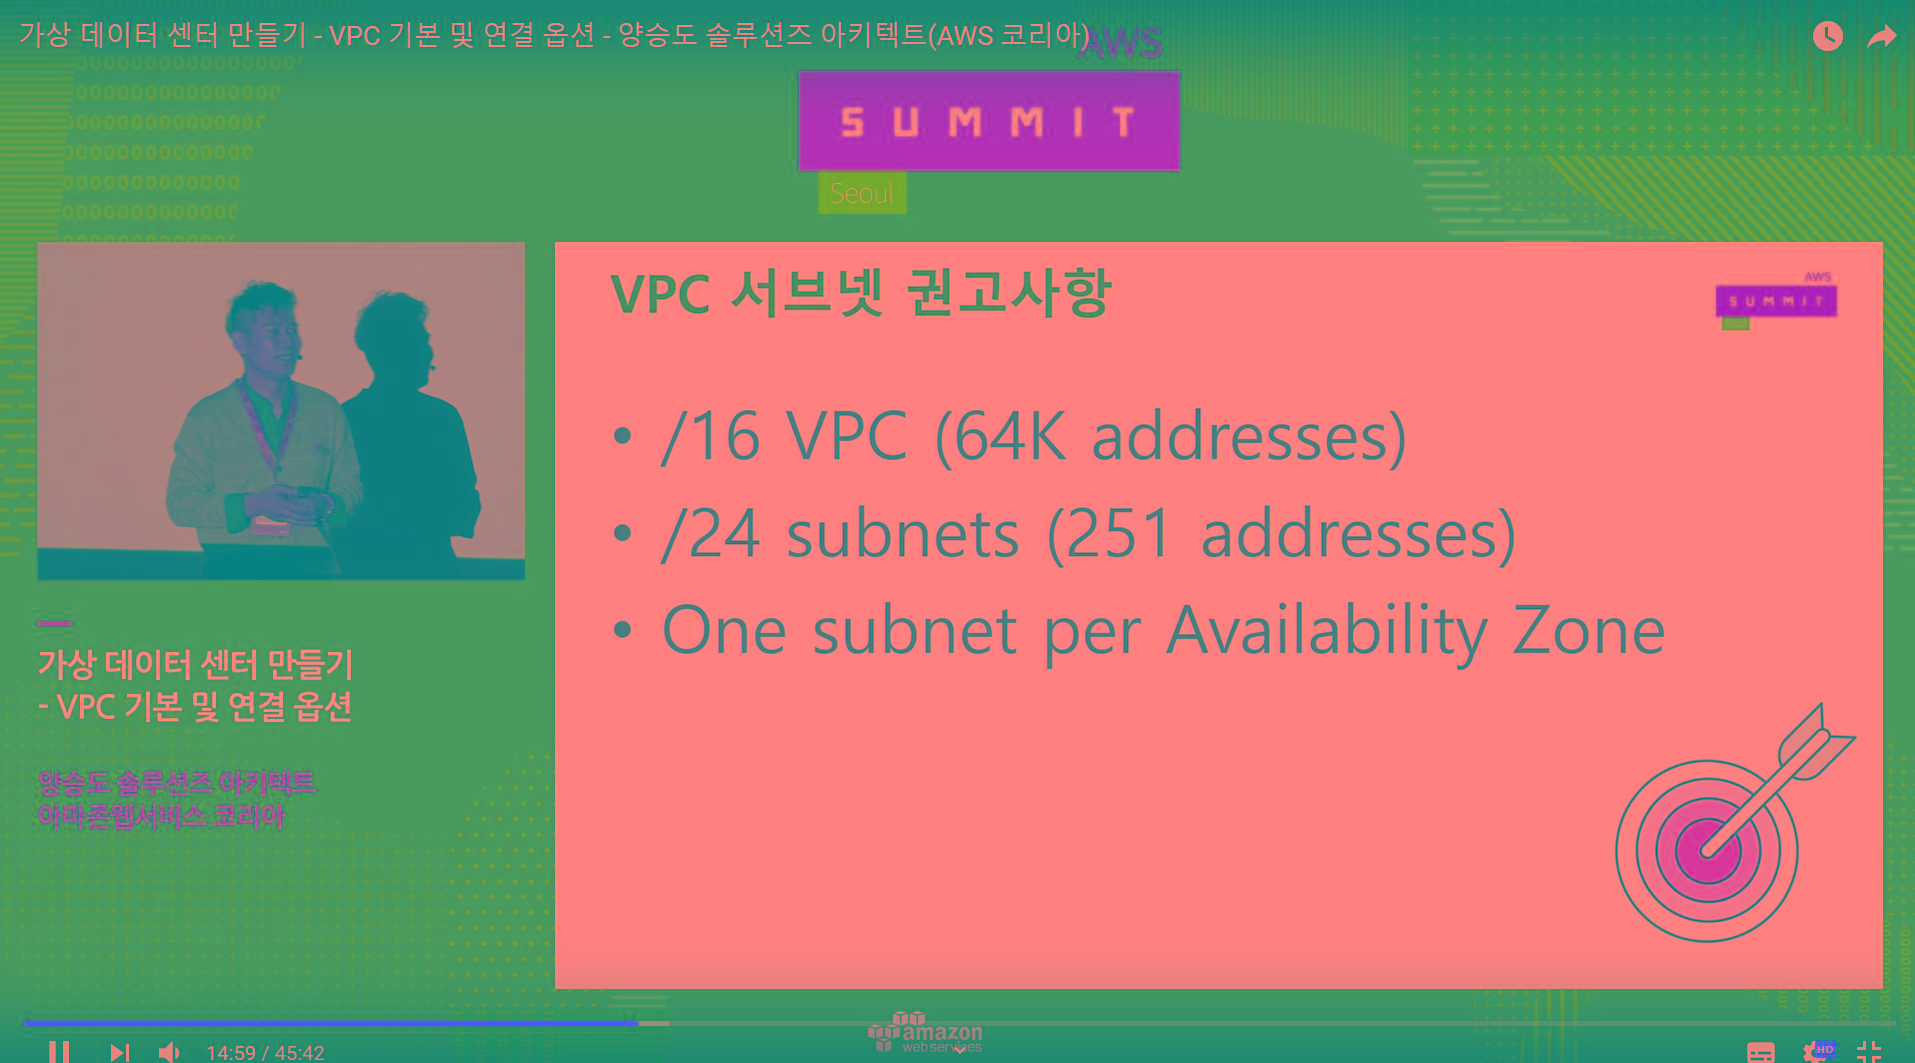 가상 데이터 센터 만들기 - VPC 기본 및 연결 옵션 - 양승도 솔루션즈 아키텍트(AWS 코리아)
AWS
SUMMIT
Seoul
VPC 서브넷 권고사항
AWS
SUMMIT
• /16 VPC (64K addresses)
• /24 subnets (251 addresses)
• One subnet per Availability Zone
가상 데이터 센터 만들기
- VPC 기본 및 연결 옵션
양승도 솔루션즈 아키텍트
아마존웹서비스 코리아
amazon
webservices
14:59 / 45:42
HD